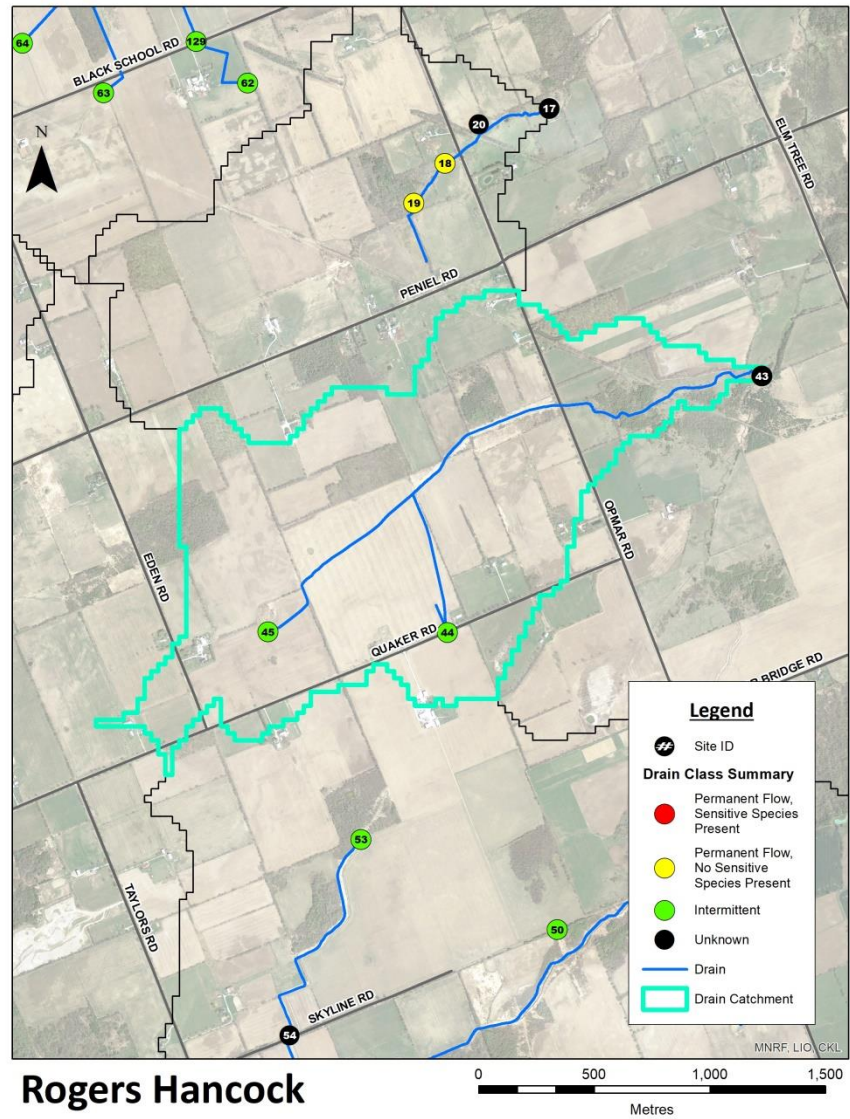 64
129
BLACK SCHOOL RD
63
62
N
17
20
ELM TREE RD
18
19
PENIEL RD
43
OPMAR RD
EDEN RD
45
44
QUAKER RD
BRIDGE RD
Legend
# Site ID
Drain Class Summary
Permanent Flow,
Sensitive Species
Present
Permanent Flow,
No Sensitive
Species Present
Intermittent
Unknown
Drain
Drain Catchment
53
TAYLORS RD
50
SKYLINE RD
54
MNRF, LIO, CKL
Rogers Hancock
0 500 1,000 1,500
Metres